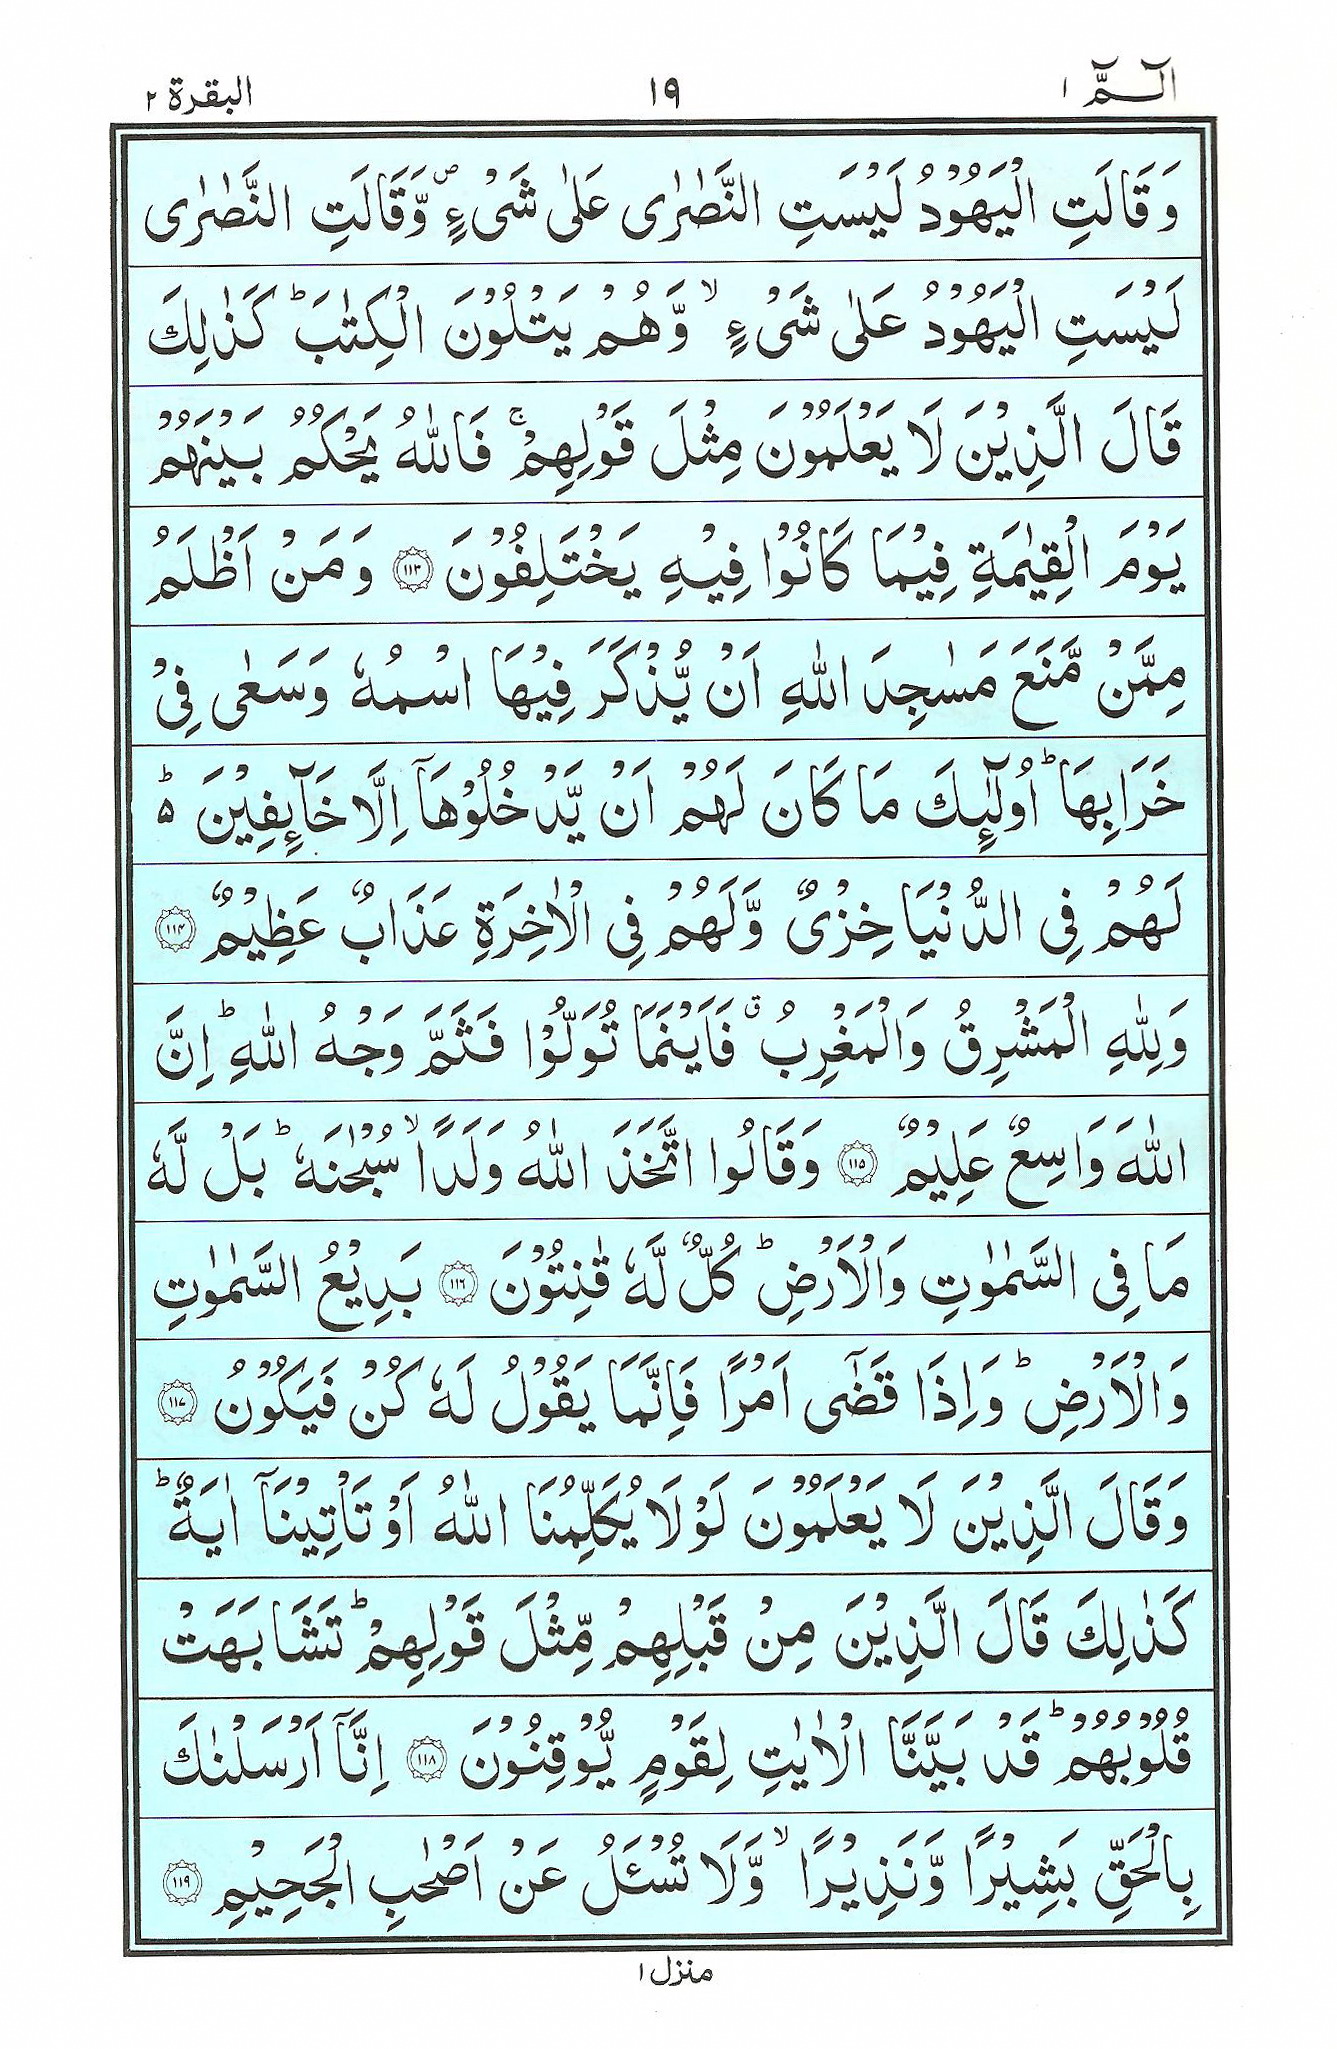 الٓـمّٓ ١
١٩
البقرة ٢
وَقَالَتِ الْيَهُوْدُ لَيْسَتِ النَّصٰرٰى عَلٰى شَىْءٍ ۪ وَّقَالَتِ النَّصٰرٰى
لَيْسَتِ الْيَهُوْدُ عَلٰى شَىْءٍ ۙ وَّهُمْ يَتْلُوْنَ الْكِتٰبَ ؕ كَذٰلِكَ
قَالَ الَّذِيْنَ لَا يَعْلَمُوْنَ مِثْلَ قَوْلِهِمْ ۚ فَاللّٰهُ يَحْكُمُ بَيْنَهُمْ
يَوْمَ الْقِيٰمَةِ فِيْمَا كَانُوْا فِيْهِ يَخْتَلِفُوْنَ ۝١١٣ وَمَنْ اَظْلَمُ
مِمَّنْ مَّنَعَ مَسٰجِدَ اللّٰهِ اَنْ يُّذْكَرَ فِيْهَا اسْمُهٗ وَسَعٰى فِىْ
خَرَابِهَا ؕ اُولٰٓئِكَ مَا كَانَ لَهُمْ اَنْ يَّدْخُلُوْهَاۤ اِلَّا خَآئِفِيْنَ ۵ؕ
لَهُمْ فِى الدُّنْيَا خِزْىٌ وَّلَهُمْ فِى الْاٰخِرَةِ عَذَابٌ عَظِيْمٌ ۝١١٤
وَلِلّٰهِ الْمَشْرِقُ وَالْمَغْرِبُ ۗ فَاَيْنَمَا تُوَلُّوْا فَثَمَّ وَجْهُ اللّٰهِ ؕ اِنَّ
اللّٰهَ وَاسِعٌ عَلِيْمٌ ۝١١٥ وَقَالُوا اتَّخَذَ اللّٰهُ وَلَدًا ۙ سُبْحٰنَهٗ ؕ بَلْ لَّهٗ
مَا فِى السَّمٰوٰتِ وَالْاَرْضِ ؕ كُلٌّ لَّهٗ قٰنِتُوْنَ ۝١١٦ بَدِيْعُ السَّمٰوٰتِ
وَالْاَرْضِ ؕ وَاِذَا قَضٰٓى اَمْرًا فَاِنَّمَا يَقُوْلُ لَهٗ كُنْ فَيَكُوْنُ ۝١١٧
وَقَالَ الَّذِيْنَ لَا يَعْلَمُوْنَ لَوْلَا يُكَلِّمُنَا اللّٰهُ اَوْ تَاْتِيْنَاۤ اٰيَةٌ ؕ
كَذٰلِكَ قَالَ الَّذِيْنَ مِنْ قَبْلِهِمْ مِّثْلَ قَوْلِهِمْ ؕ تَشَابَهَتْ
قُلُوْبُهُمْ ؕ قَدْ بَيَّنَّا الْاٰيٰتِ لِقَوْمٍ يُّوْقِنُوْنَ ۝١١٨ اِنَّاۤ اَرْسَلْنٰكَ
بِالْحَقِّ بَشِيْرًا وَّنَذِيْرًا ۙ وَّلَا تُسْـَٔلُ عَنْ اَصْحٰبِ الْجَحِيْمِ ۝١١٩
منزل ١